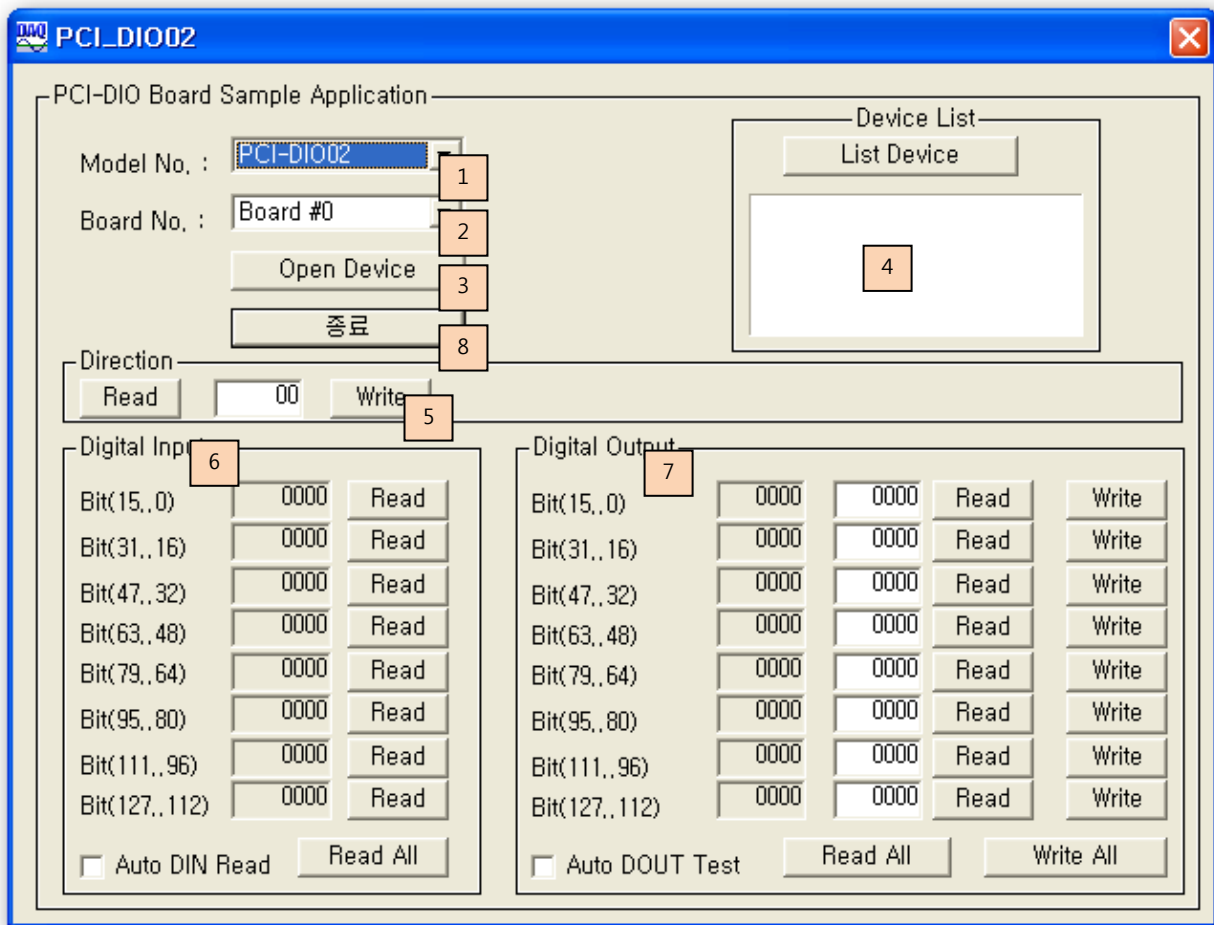 DAQ
PCI_DIO02
PCI-DIO Board Sample Application
Model No, : PCI-DIO02 1
Board No, : Board #0 2
Open Device 3
종료 8
Device List
List Device
4
Direction
Read 00 Write 5
Digital Input 6
Bit(15,,0) 0000 Read
Bit(31,,16) 0000 Read
Bit(47,,32) 0000 Read
Bit(63,,48) 0000 Read
Bit(79,,64) 0000 Read
Bit(95,,80) 0000 Read
Bit(111,,96) 0000 Read
Bit(127,,112) 0000 Read
Auto DIN Read Read All
Digital Output 7
Bit(15,,0) 0000 0000 Read Write
Bit(31,,16) 0000 0000 Read Write
Bit(47,,32) 0000 0000 Read Write
Bit(63,,48) 0000 0000 Read Write
Bit(79,,64) 0000 0000 Read Write
Bit(95,,80) 0000 0000 Read Write
Bit(111,,96) 0000 0000 Read Write
Bit(127,,112) 0000 0000 Read Write
Auto DOUT Test Read All Write All